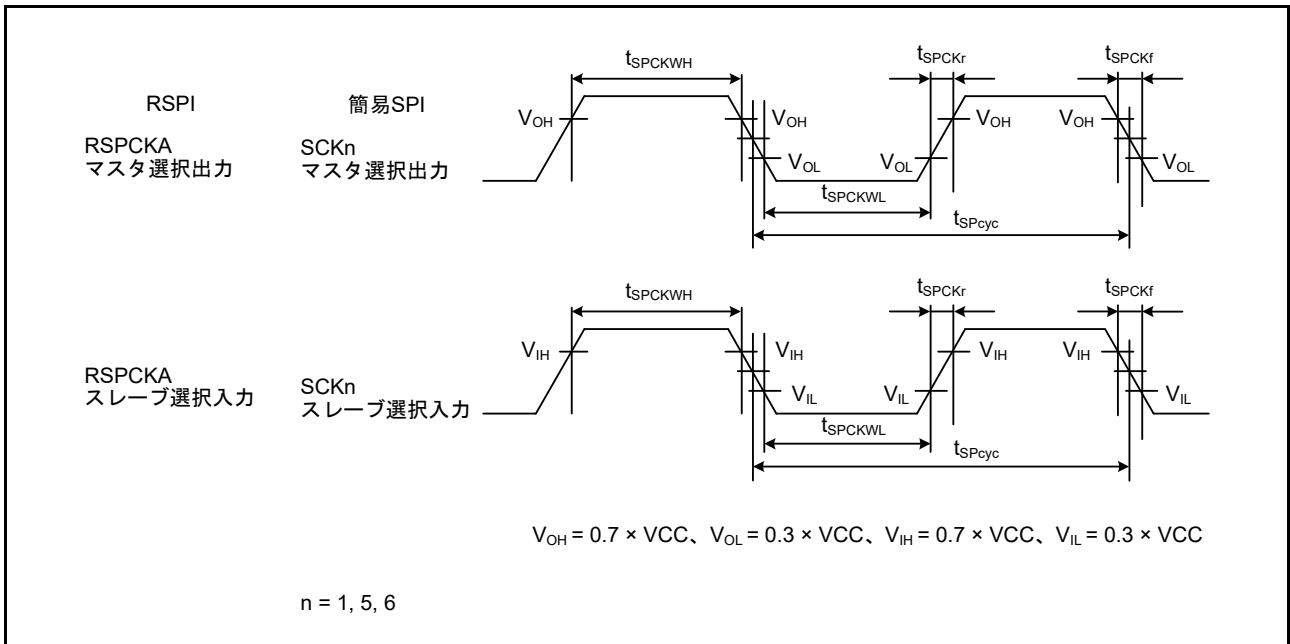 RSPI
簡易SPI
RSPCKA
マスタ選択出力
SCKn
マスタ選択出力
tSPCKWH
tSPCKr
tSPCKf
VOH
VOH
VOH
VOH
VOL
VOL
VOL
tSPCKWL
tSPcyc
RSPCKA
スレーブ選択入力
SCKn
スレーブ選択入力
tSPCKWH
tSPCKr
tSPCKf
VIH
VIH
VIH
VIH
VIL
VIL
VIL
tSPCKWL
tSPcyc
VOH = 0.7 × VCC、VOL = 0.3 × VCC、VIH = 0.7 × VCC、VIL = 0.3 × VCC
n = 1, 5, 6